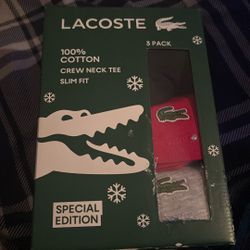 LACOSTE
3 PACK
100%
COTTON
CREW NECK TEE
SLIM FIT
SPECIAL
EDITION